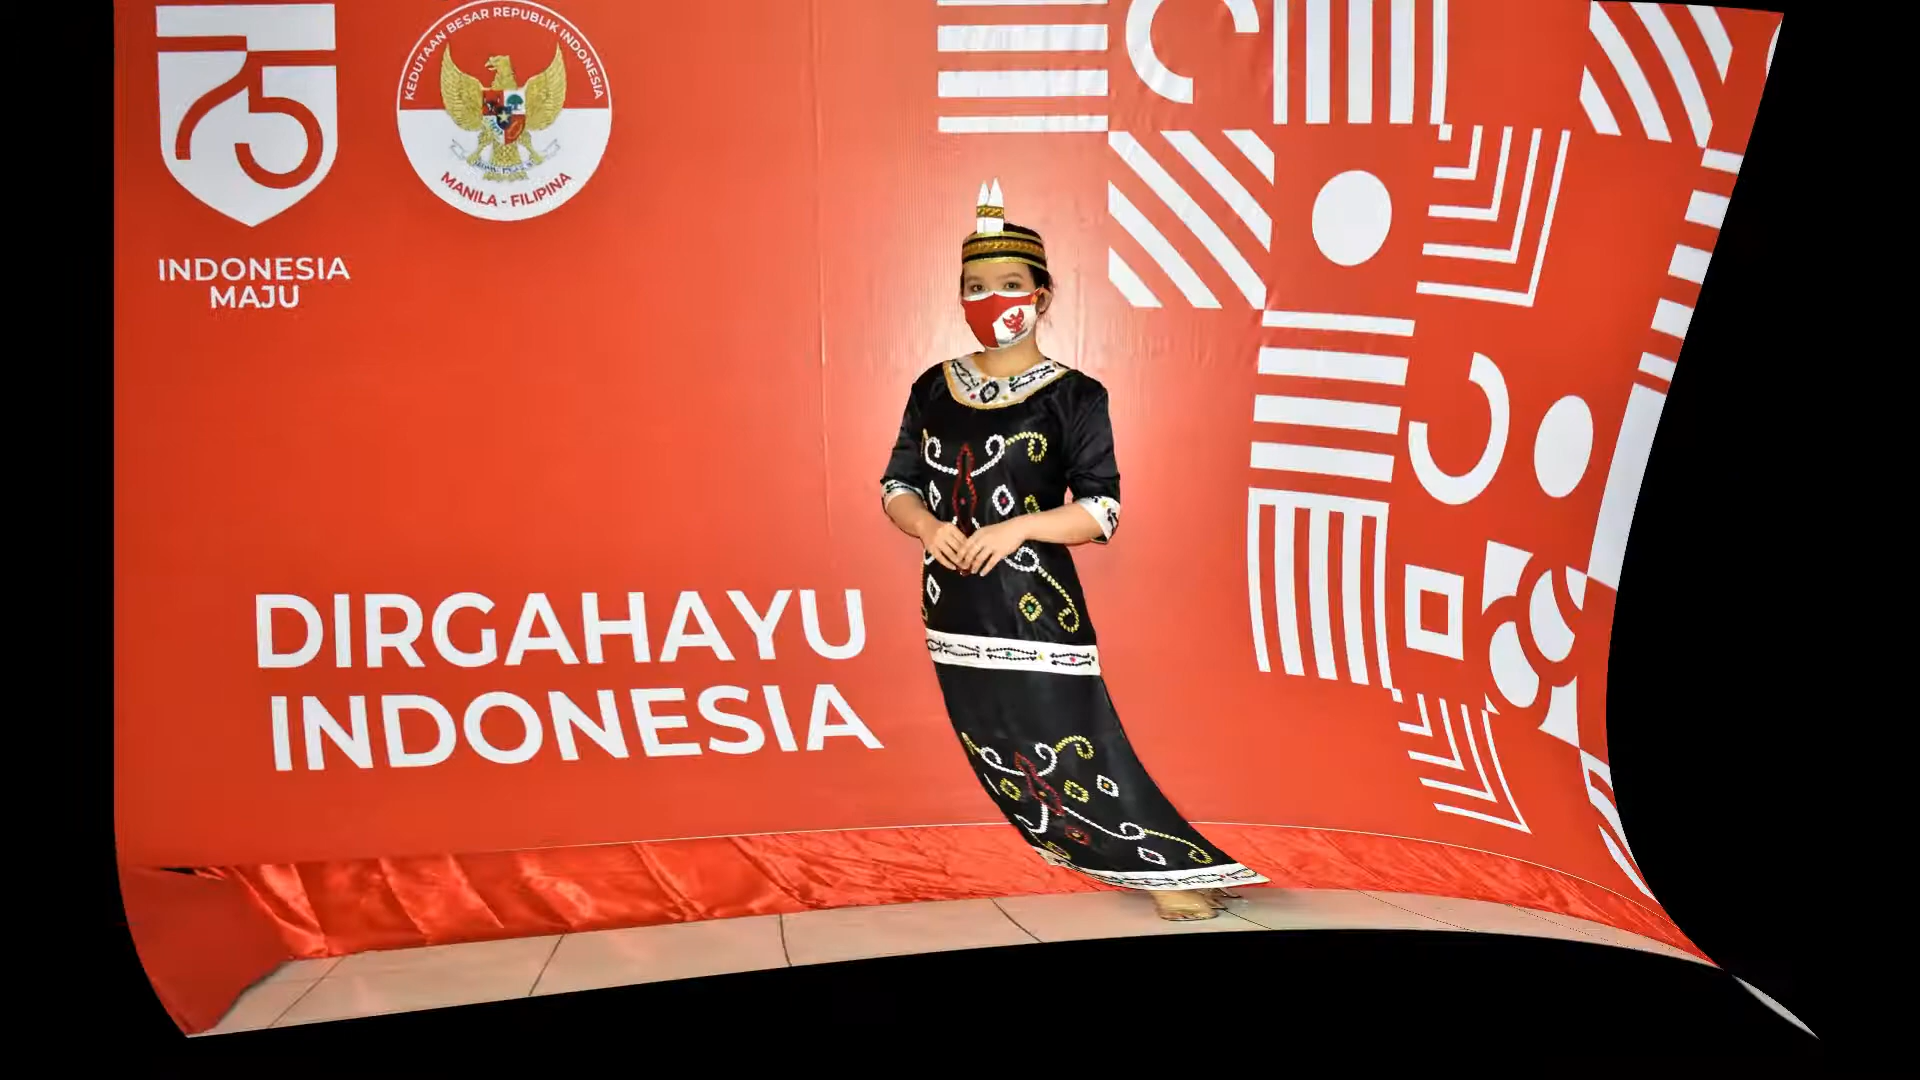 75
INDONESIA
MAJU
KEDUTAAN BESAR REPUBLIK INDONESIA
MANILA - FILIPINA
DIRGAHAYU
INDONESIA